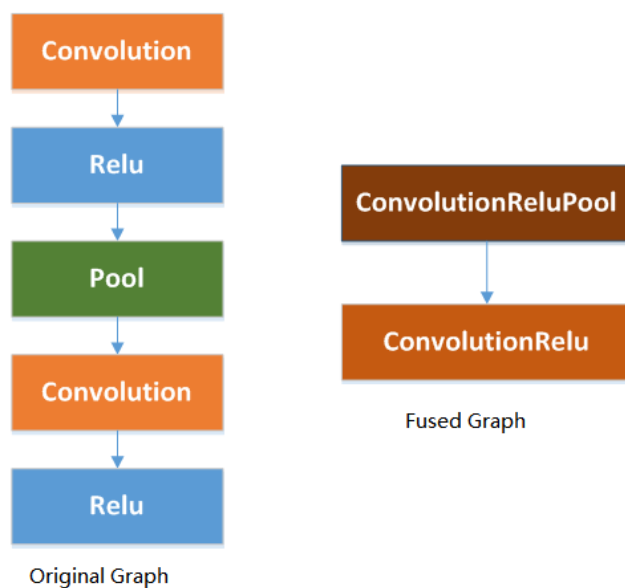 Convolution
Relu
Pool
Convolution
Relu
Original Graph
ConvolutionReluPool
ConvolutionRelu
Fused Graph